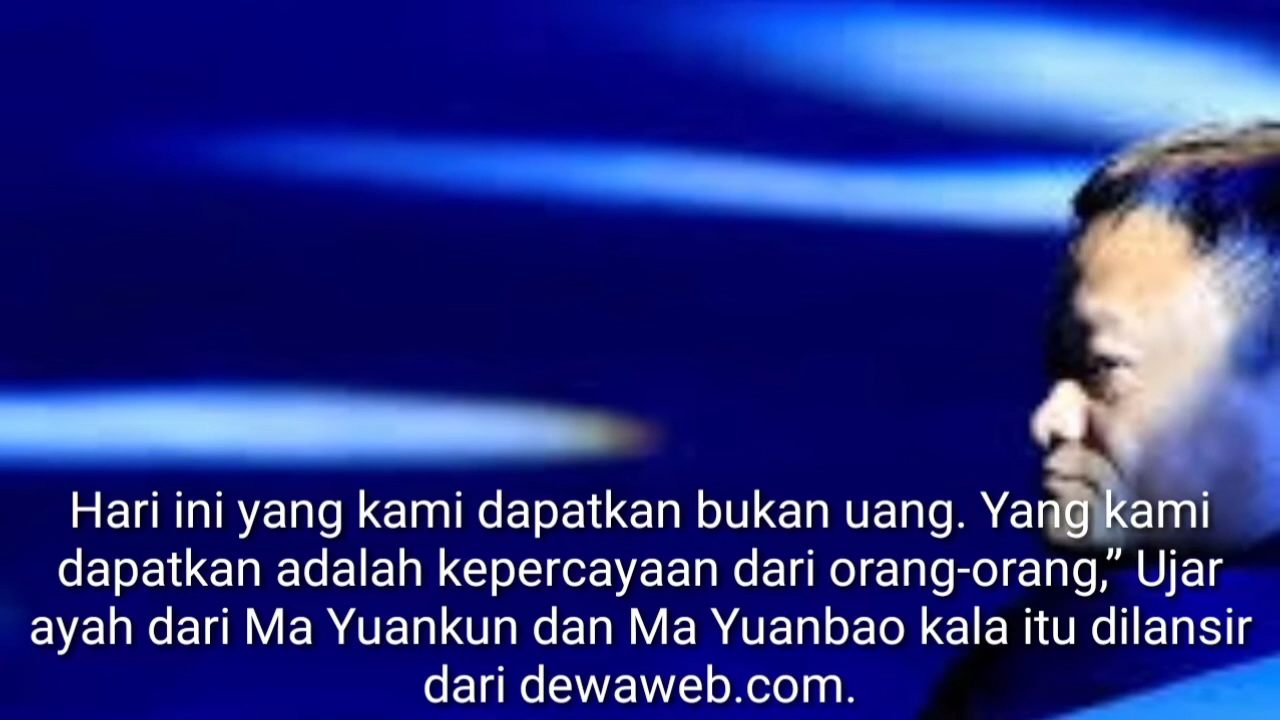 Hari ini yang kami dapatkan bukan uang. Yang kami
dapatkan adalah kepercayaan dari orang-orang,” Ujar
ayah dari Ma Yuankun dan Ma Yuanbao kala itu dilansir
dari dewaweb.com.